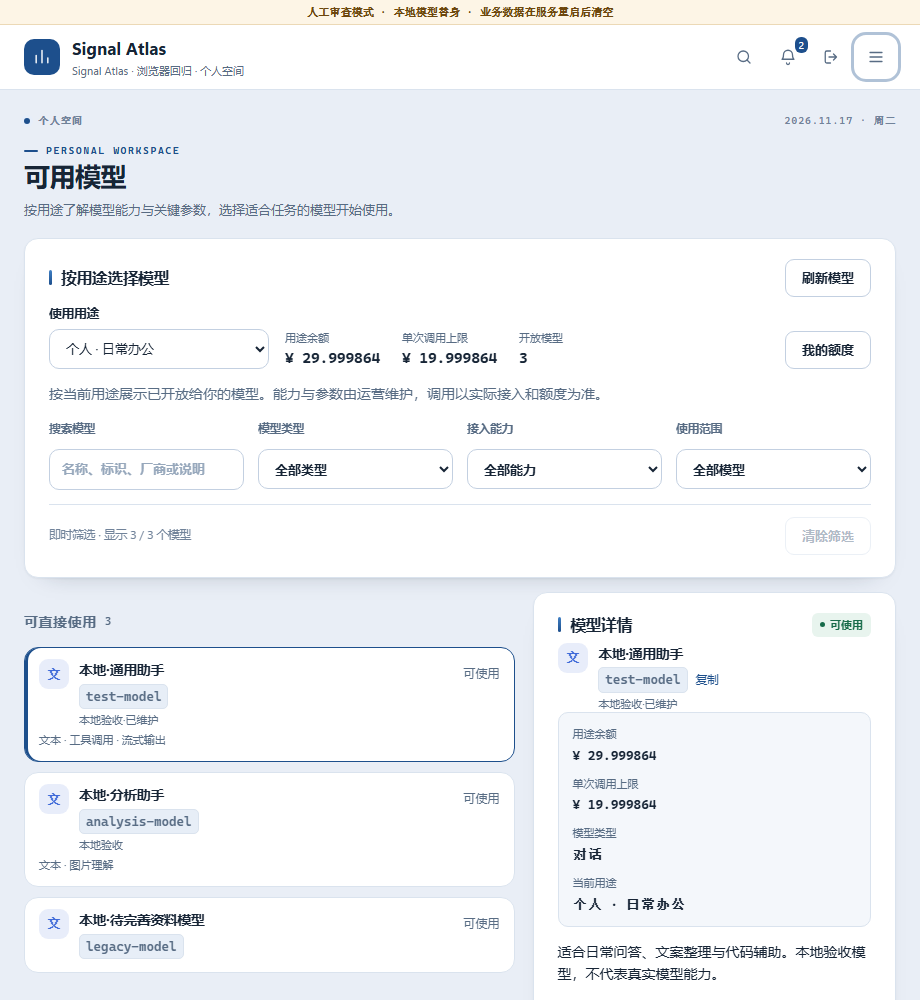 人工审查模式 · 本地模型替身 · 业务数据在服务重启后清空
Signal Atlas
Signal Atlas · 浏览器回归 · 个人空间
2
个人空间
2026.11.17 · 周二
PERSONAL WORKSPACE
可用模型
按用途了解模型能力与关键参数，选择适合任务的模型开始使用。
按用途选择模型
刷新模型
使用用途
个人 · 日常办公
用途余额
¥ 29.999864
单次调用上限
¥ 19.999864
开放模型
3
我的额度
按当前用途展示已开放给你的模型。能力与参数由运营维护，调用以实际接入和额度为准。
搜索模型
模型类型
接入能力
使用范围
名称、标识、厂商或说明
全部类型
全部能力
全部模型
即时筛选 · 显示 3 / 3 个模型
清除筛选
可直接使用 3
文
本地·通用助手
可使用
test-model
本地验收·已维护
文本 · 工具调用 · 流式输出
文
本地·分析助手
可使用
analysis-model
本地验收
文本 · 图片理解
文
本地·待完善资料模型
可使用
legacy-model
模型详情
可使用
文
本地·通用助手
test-model 复制
本地验收·已维护
用途余额
¥ 29.999864
单次调用上限
¥ 19.999864
模型类型
对话
当前用途
个人 · 日常办公
适合日常问答、文案整理与代码辅助。本地验收模
型，不代表真实模型能力。